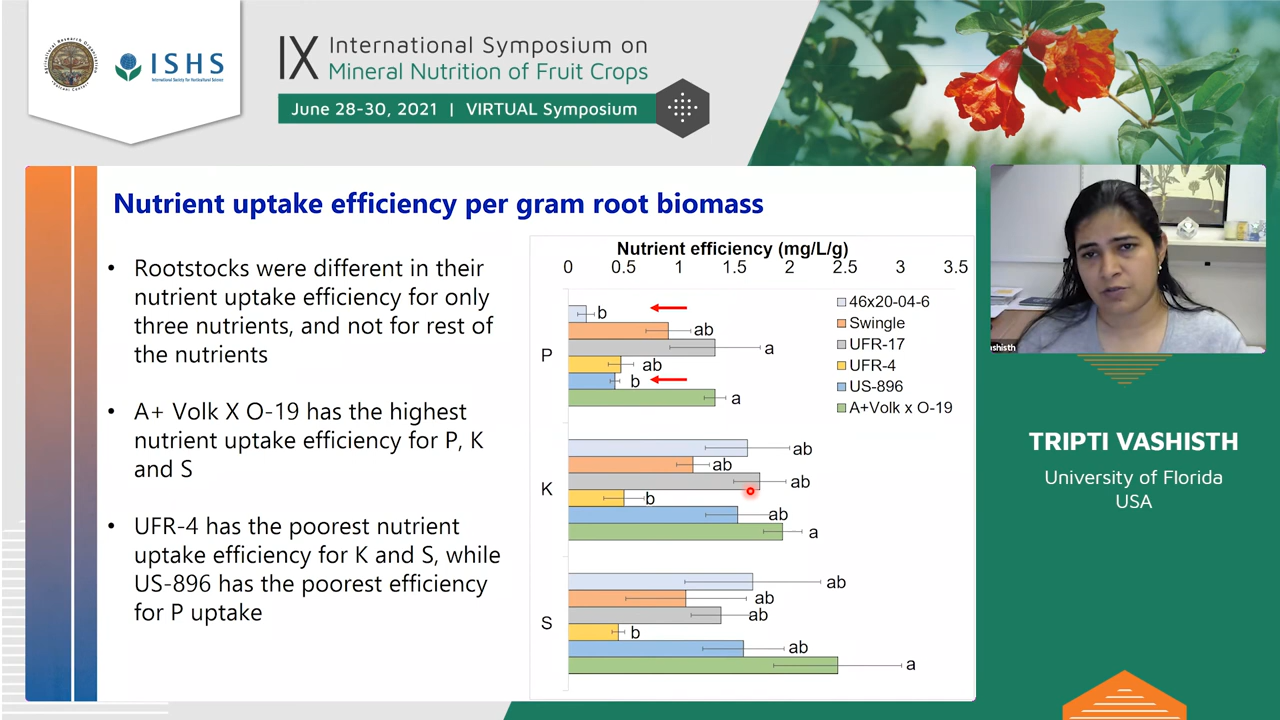 ISHS
International Society for Horticultural Science
IX International Symposium on
Mineral Nutrition of Fruit Crops
June 28-30, 2021 | VIRTUAL Symposium
Nutrient uptake efficiency per gram root biomass
• Rootstocks were different in their
nutrient uptake efficiency for only
three nutrients, and not for rest of
the nutrients
• A+ Volk X O-19 has the highest
nutrient uptake efficiency for P, K
and S
• UFR-4 has the poorest nutrient
uptake efficiency for K and S, while
US-896 has the poorest efficiency
for P uptake
Nutrient efficiency (mg/L/g)
0 0.5 1 1.5 2 2.5 3 3.5
46x20-04-6
Swingle
UFR-17
UFR-4
US-896
A+Volk x O-19
P
b
ab
a
ab
b
a
K
ab
ab
ab
b
ab
a
S
ab
ab
ab
b
ab
a
ashisth
TRIPTI VASHISTH
University of Florida
USA